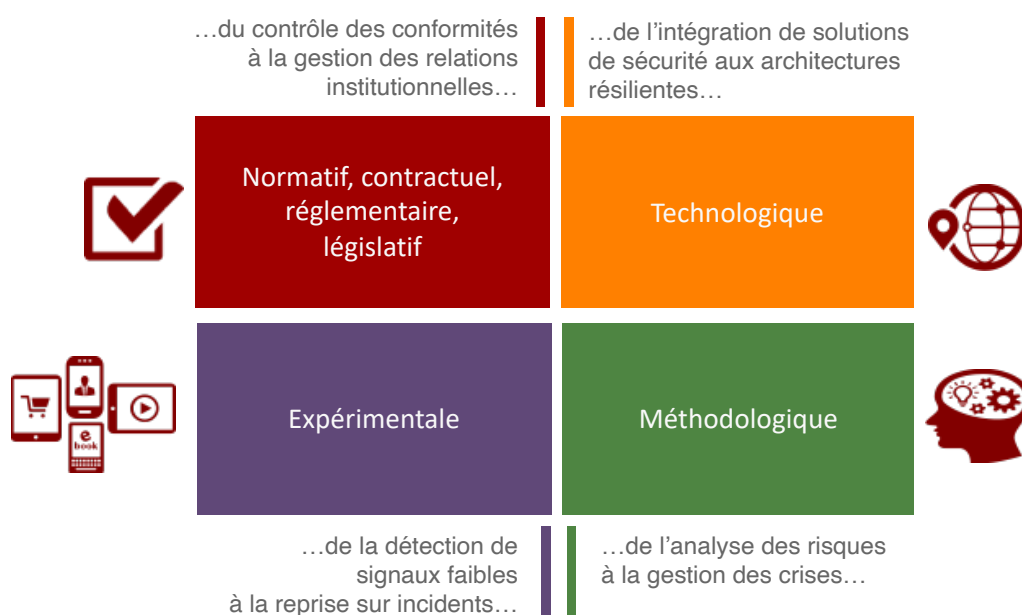 …du contrôle des conformités
à la gestion des relations
institutionnelles…
…de l’intégration de solutions
de sécurité aux architectures
résilientes…
Normatif, contractuel,
réglementaire,
législatif
Technologique
Expérimentale
Méthodologique
e
book
…de la détection de
signaux faibles
à la reprise sur incidents…
…de l’analyse des risques
à la gestion des crises…